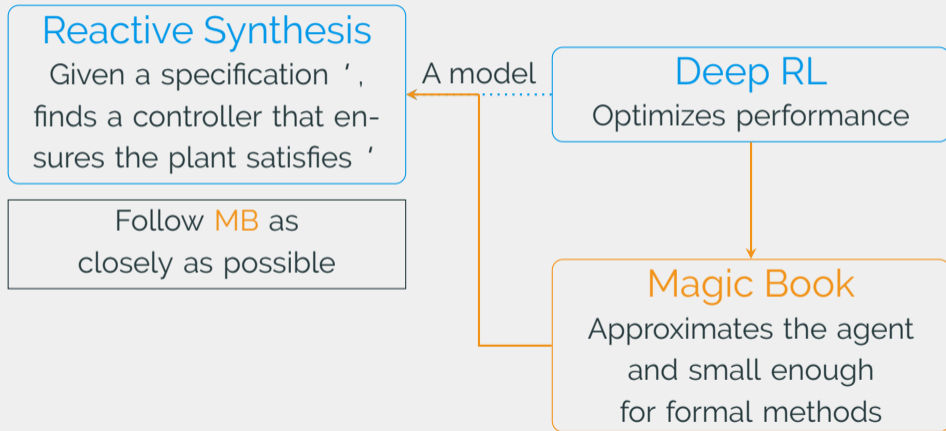 Reactive Synthesis
Given a specification ‘,
finds a controller that en-
sures the plant satisfies ‘
Follow MB as
closely as possible
A model
Deep RL
Optimizes performance
Magic Book
Approximates the agent
and small enough
for formal methods